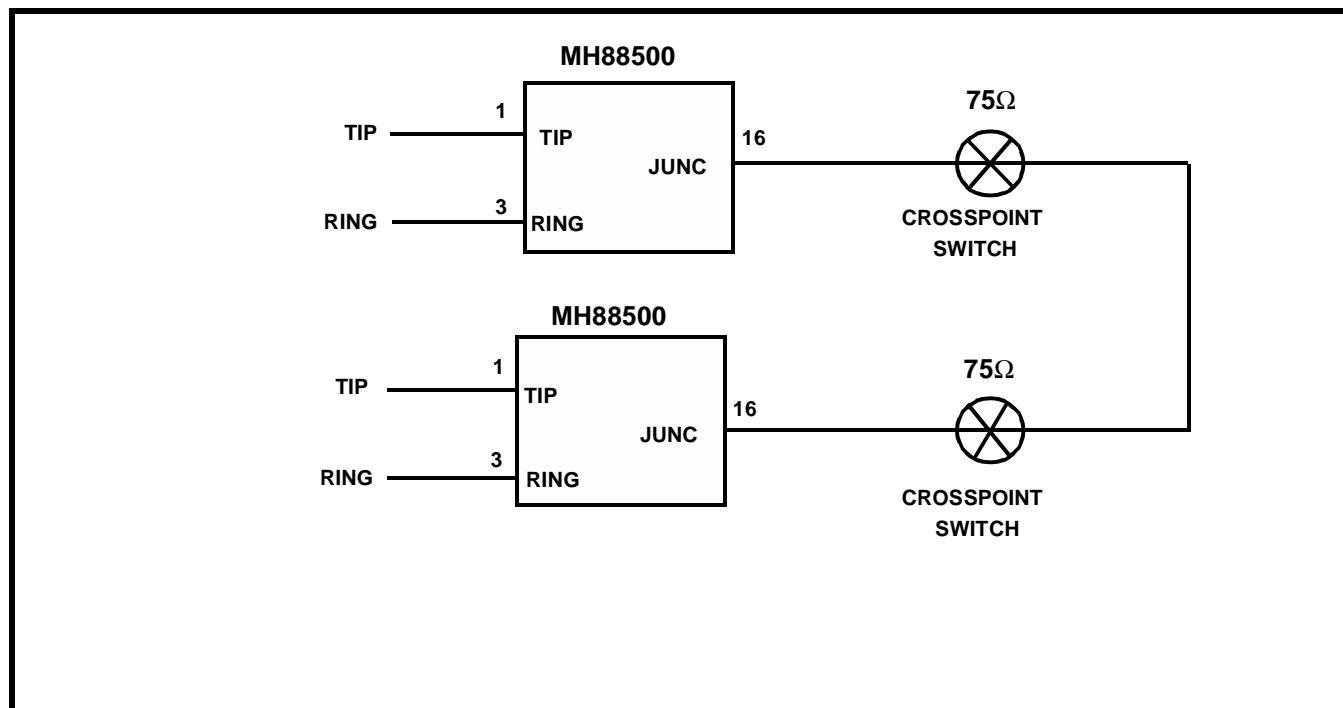 MH88500
75Ω
1
16
TIP
TIP
JUNC
3
RING
RING
CROSSPOINT
SWITCH
MH88500
75Ω
1
TIP
TIP
16
JUNC
3
RING
RING
CROSSPOINT
SWITCH